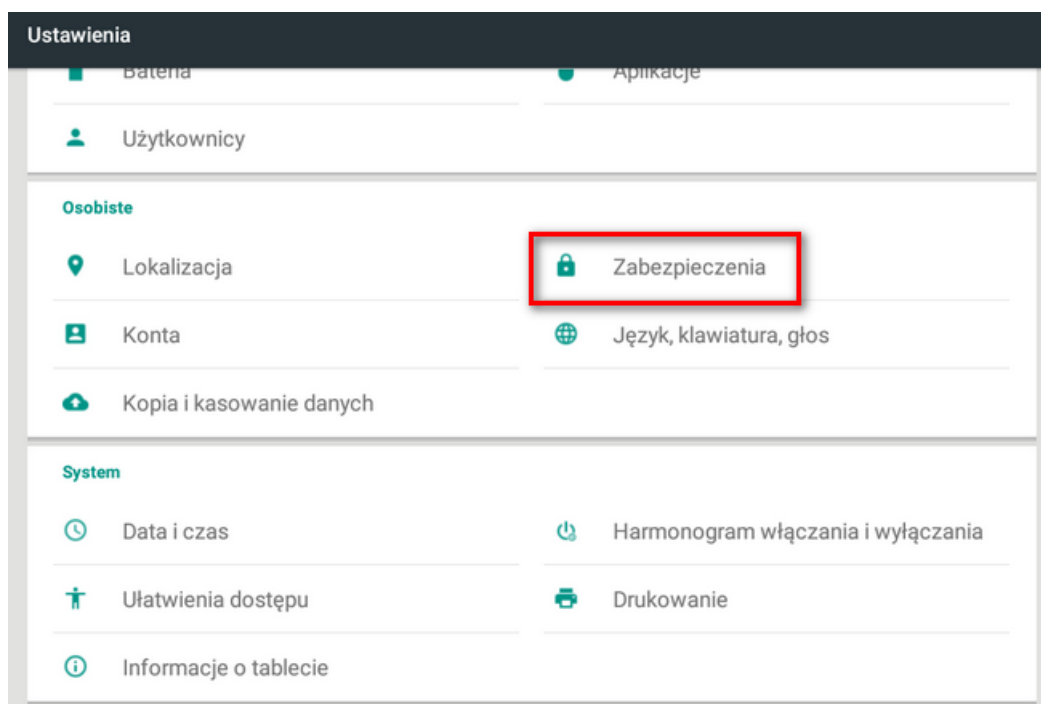 Ustawienia
Bateria
Aplikacje
Użytkownicy
Osobiste
Lokalizacja
Zabezpieczenia
Konta
Język, klawiatura, głos
Kopia i kasowanie danych
System
Data i czas
Harmonogram włączania i wyłączania
Ułatwienia dostępu
Drukowanie
Informacje o tablecie